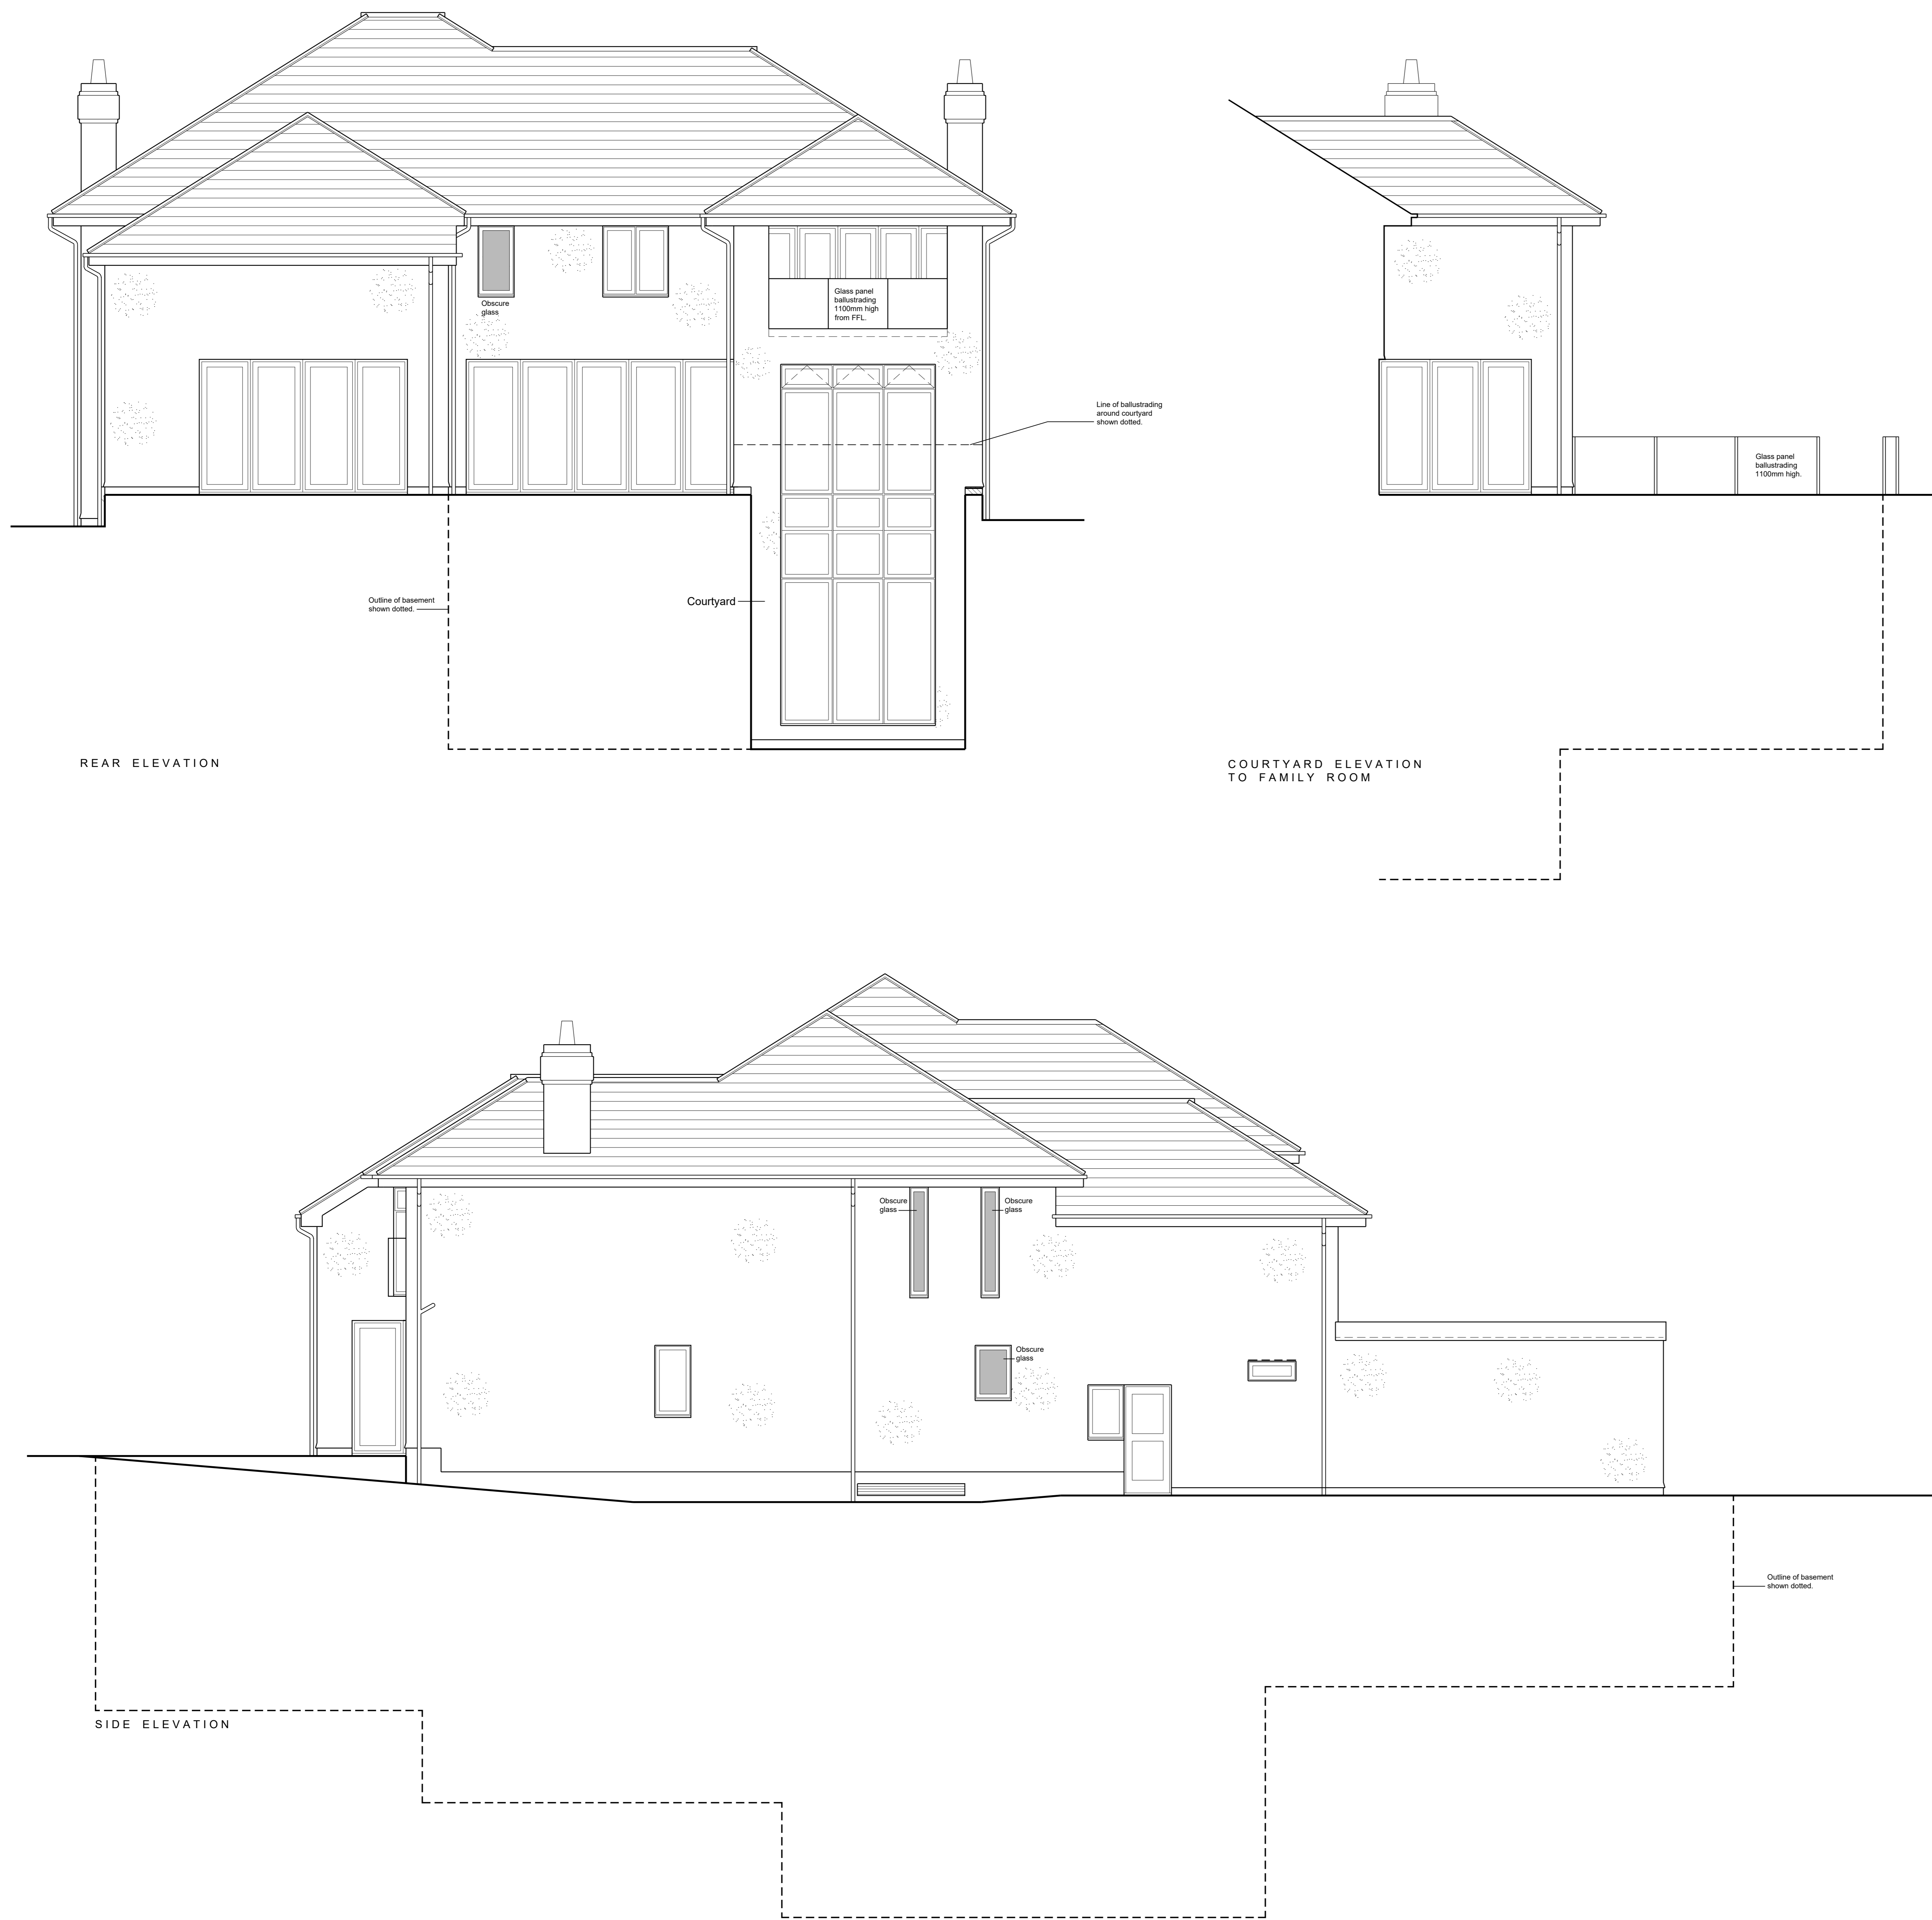 Obscure
glass
Glass panel
ballustrading
1100mm high
from FFL.
Line of ballustrading
around courtyard
shown dotted.
Glass panel
ballustrading
1100mm high.
Outline of basement
shown dotted.
Courtyard
REAR ELEVATION
COURTYARD ELEVATION
TO FAMILY ROOM
Obscure
glass
Obscure
glass
Obscure
glass
Outline of basement
shown dotted.
SIDE ELEVATION